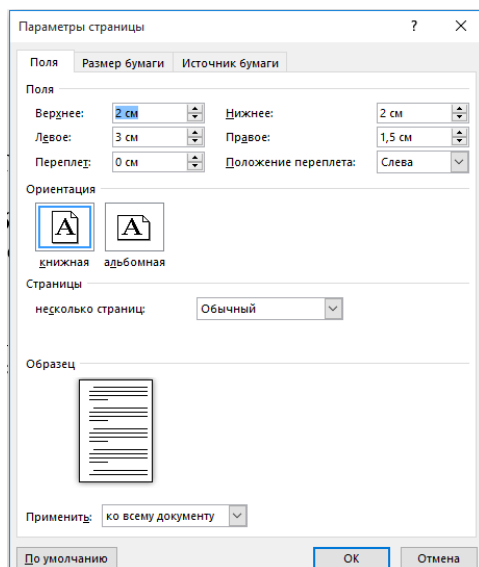 Параметры страницы ? ×
Поля Размер бумаги Источник бумаги
Поля
Верхнее: 2 см Нижнее: 2 см
Левое: 3 см Правое: 1,5 см
Переплет: 0 см Положение переплета: Слева
Ориентация
A A
книжная альбомная
Страницы
несколько страниц: Обычный
Образец
Применить: ко всему документу
По умолчанию ОК Отмена